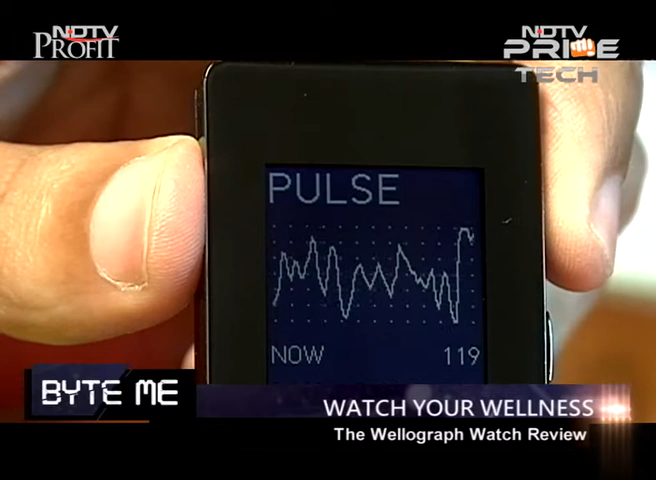 NDTV
PROFIT
NDTV
PRIME
TECH
PULSE
NOW 119
BYTE ME
WATCH YOUR WELLNESS
The Wellograph Watch Review